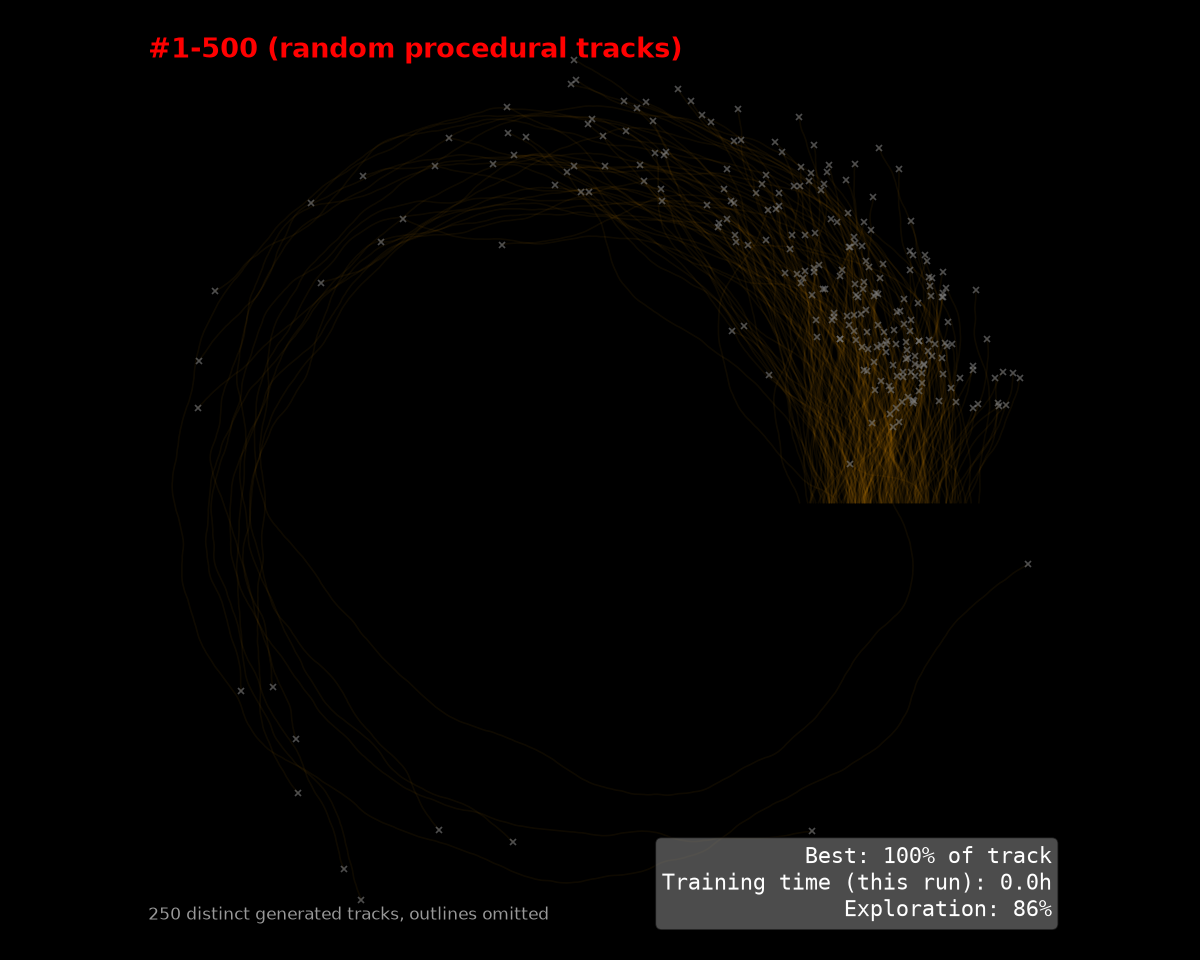 #1-500 (random procedural tracks)
Best: 100% of track
Training time (this run): 0.0h
Exploration: 86%
250 distinct generated tracks, outlines omitted